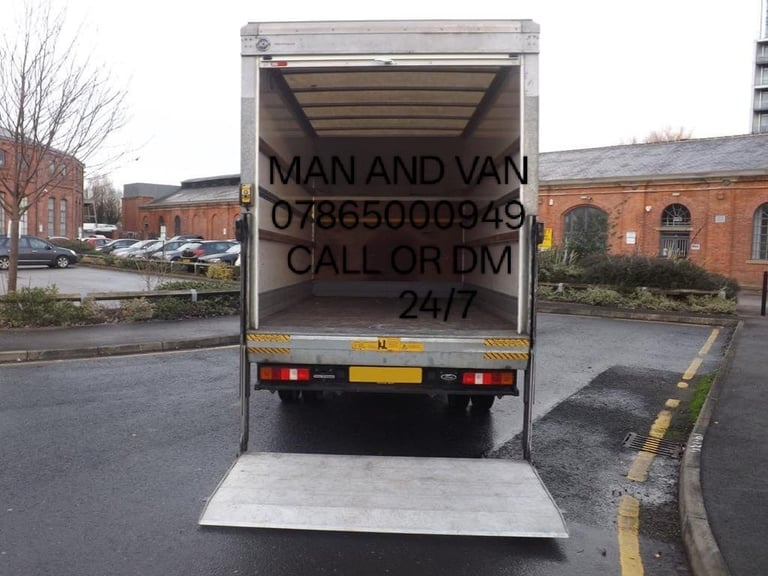 MAN AND VAN
07865000949
CALL OR DM
24/7